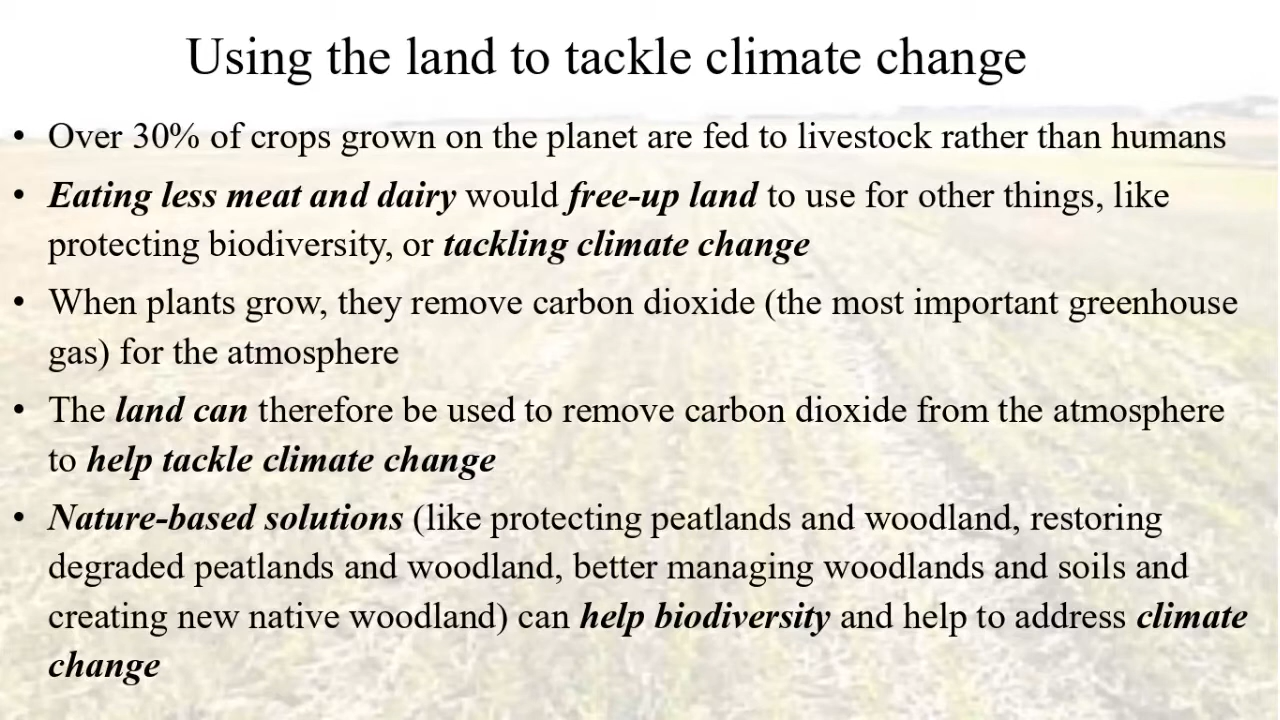 Using the land to tackle climate change
• Over 30% of crops grown on the planet are fed to livestock rather than humans
• Eating less meat and dairy would free-up land to use for other things, like
protecting biodiversity, or tackling climate change
• When plants grow, they remove carbon dioxide (the most important greenhouse
gas) for the atmosphere
• The land can therefore be used to remove carbon dioxide from the atmosphere
to help tackle climate change
• Nature-based solutions (like protecting peatlands and woodland, restoring
degraded peatlands and woodland, better managing woodlands and soils and
creating new native woodland) can help biodiversity and help to address climate
change